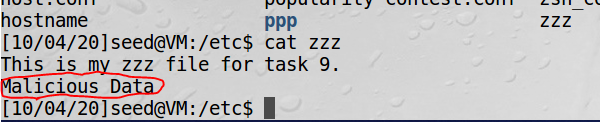 host.conf popularity-contest.conf zsh_co
hostname ppp zzz
[10/04/20]seed@VM:/etc$ cat zzz
This is my zzz file for task 9.
Malicious Data
[10/04/20]seed@VM:/etc$